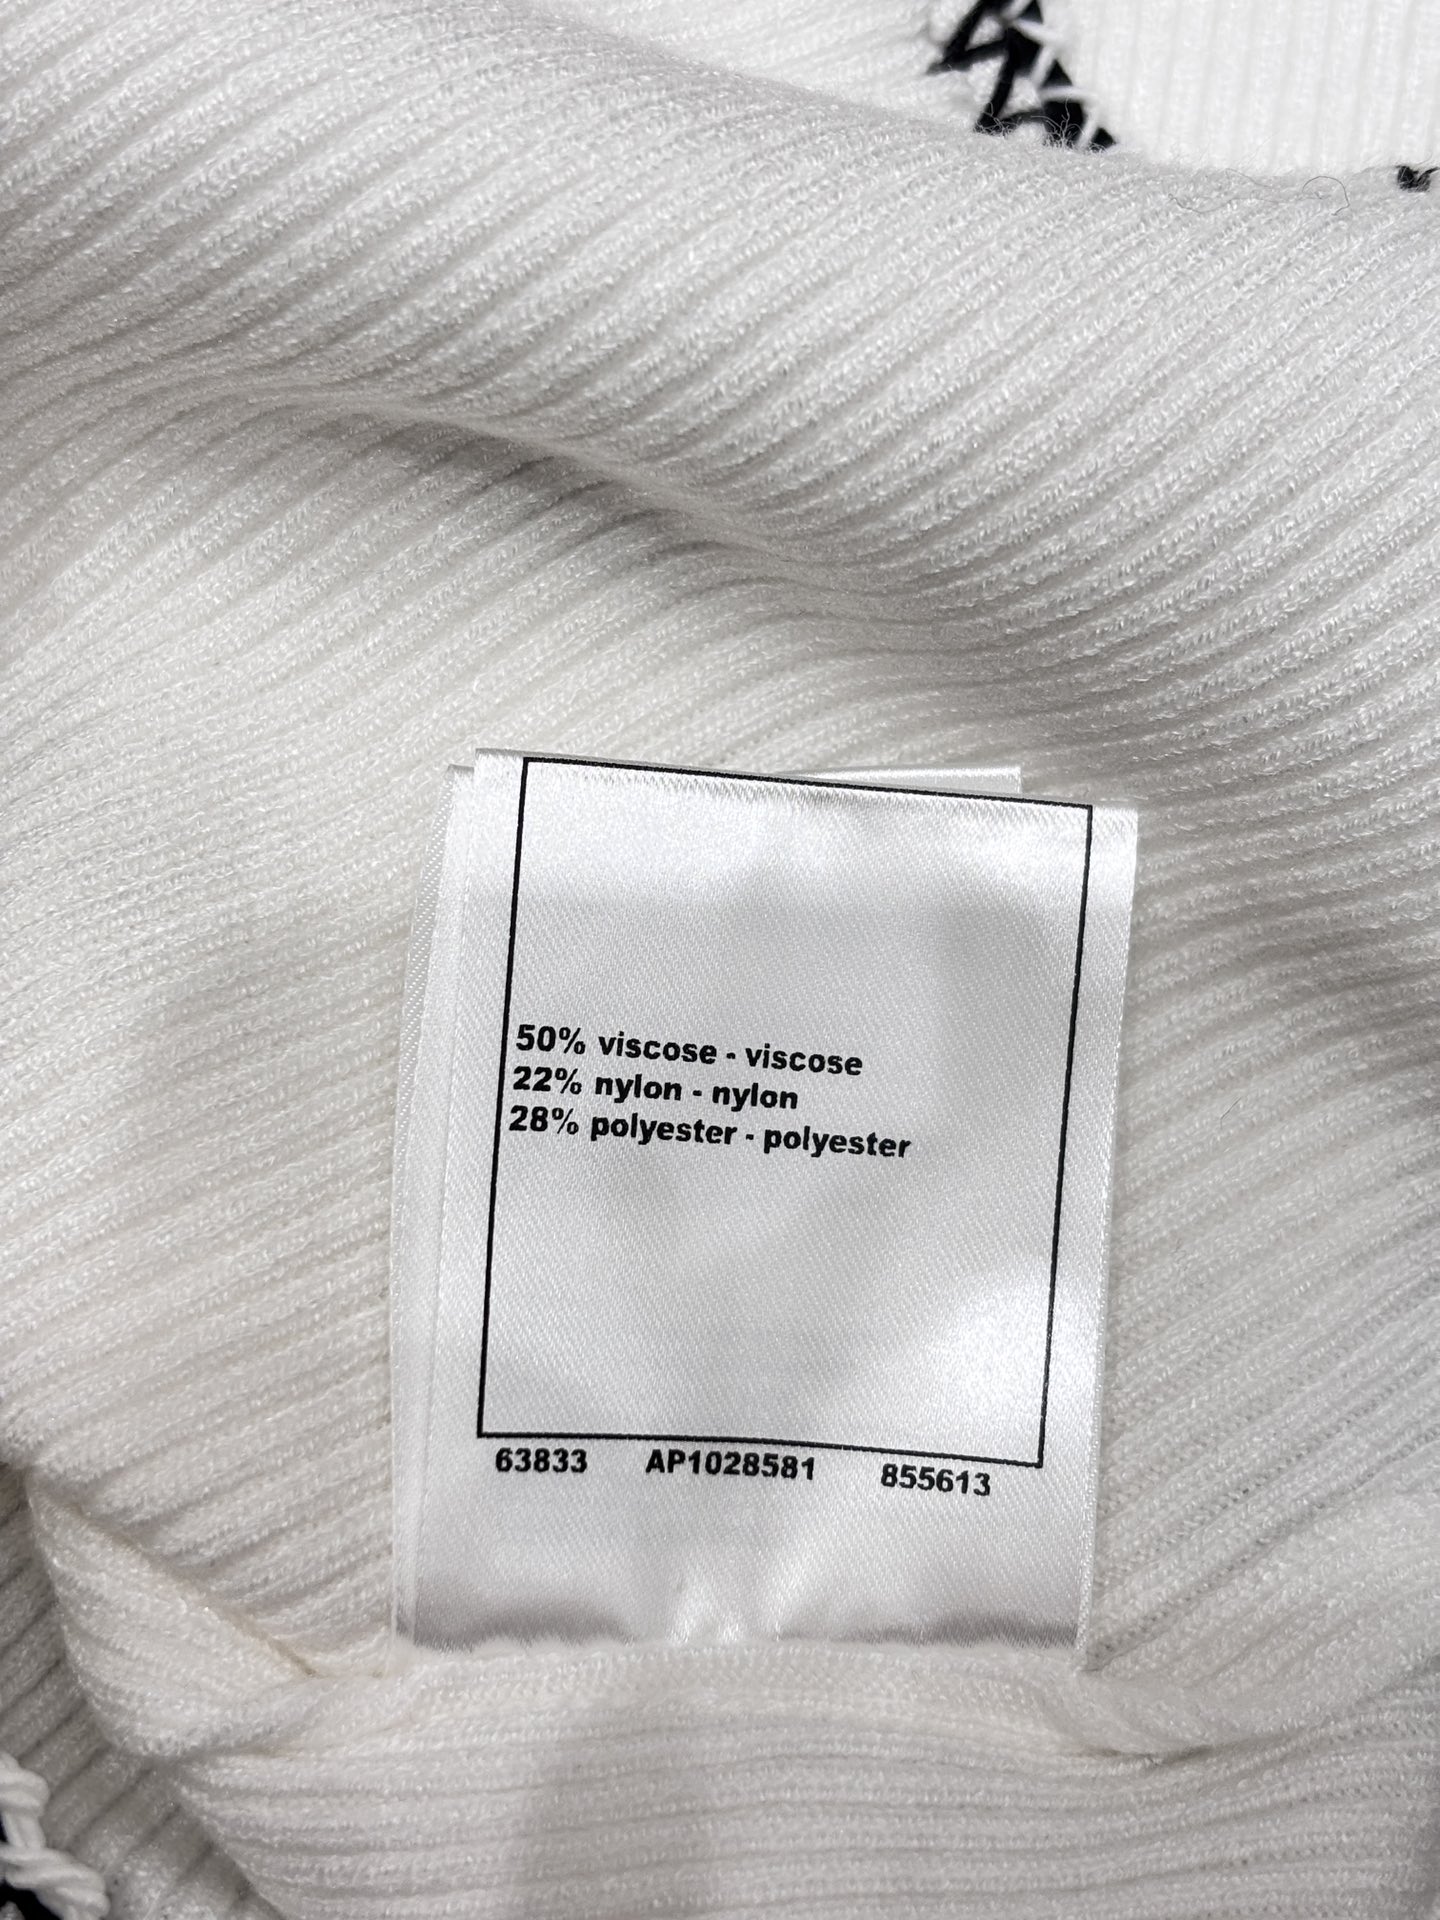 50% viscose - viscose
22% nylon - nylon
28% polyester - polyester
63833 AP1028581 855613